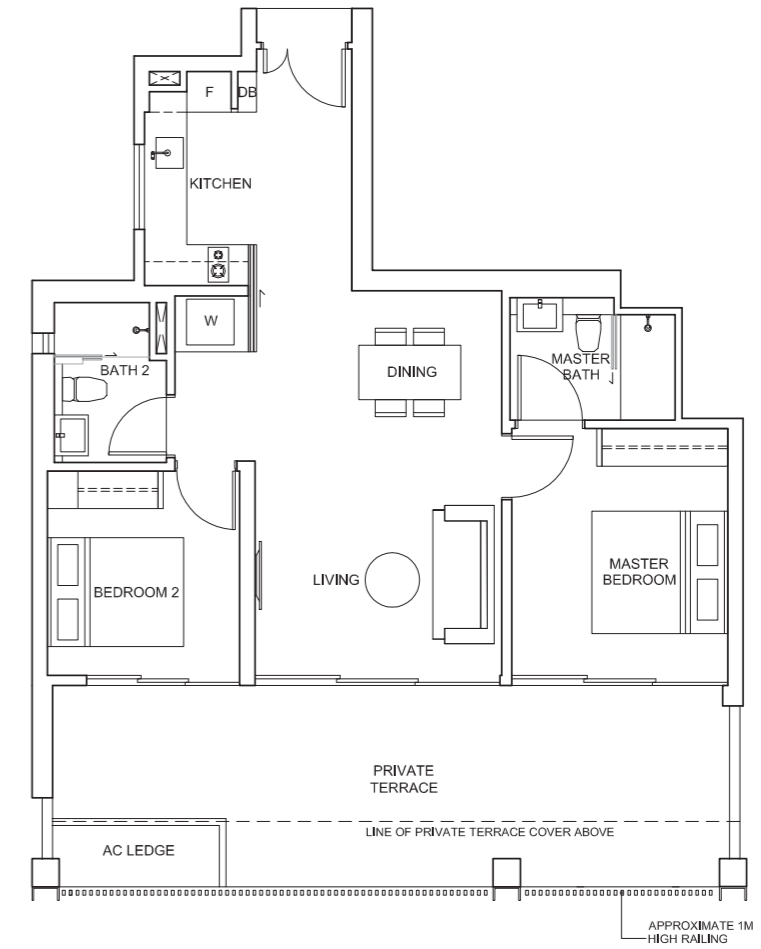 F
DB
KITCHEN
W
DINING
MASTER
BATH
BATH 2
LIVING
MASTER
BEDROOM
BEDROOM 2
PRIVATE
TERRACE
LINE OF PRIVATE TERRACE COVER ABOVE
AC LEDGE
APPROXIMATE 1M
HIGH RAILING